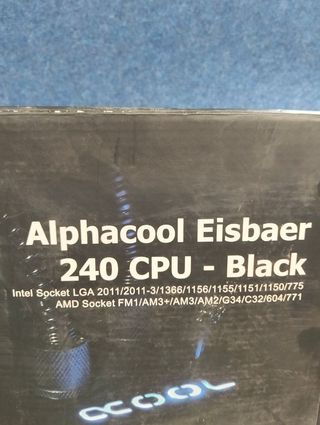 Alphacool Eisbaer
240 CPU - Black
Intel Socket LGA 2011/2011-3/1366/1156/1155/1151/1150/775
AMD Socket FM1/AM3+/AM3/AM2/G34/C32/604/771
ACOOL